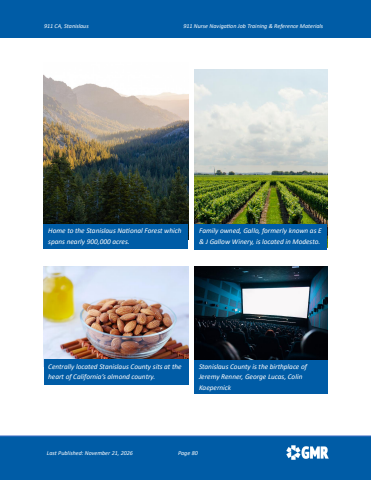 911 CA, Stanislaus
911 Nurse Navigation Job Training & Reference Materials
Home to the Stanislaus National Forest which
spans nearly 900,000 acres.
Family owned, Gallo, formerly known as E
& J Gallow Winery, is located in Modesto.
Centrally located Stanislaus County sits at the
heart of California's almond country.
Stanislaus County is the birthplace of
Jeremy Renner, George Lucas, Colin
Kaepernick
Last Published: November 21, 2026
Page 80
GMR